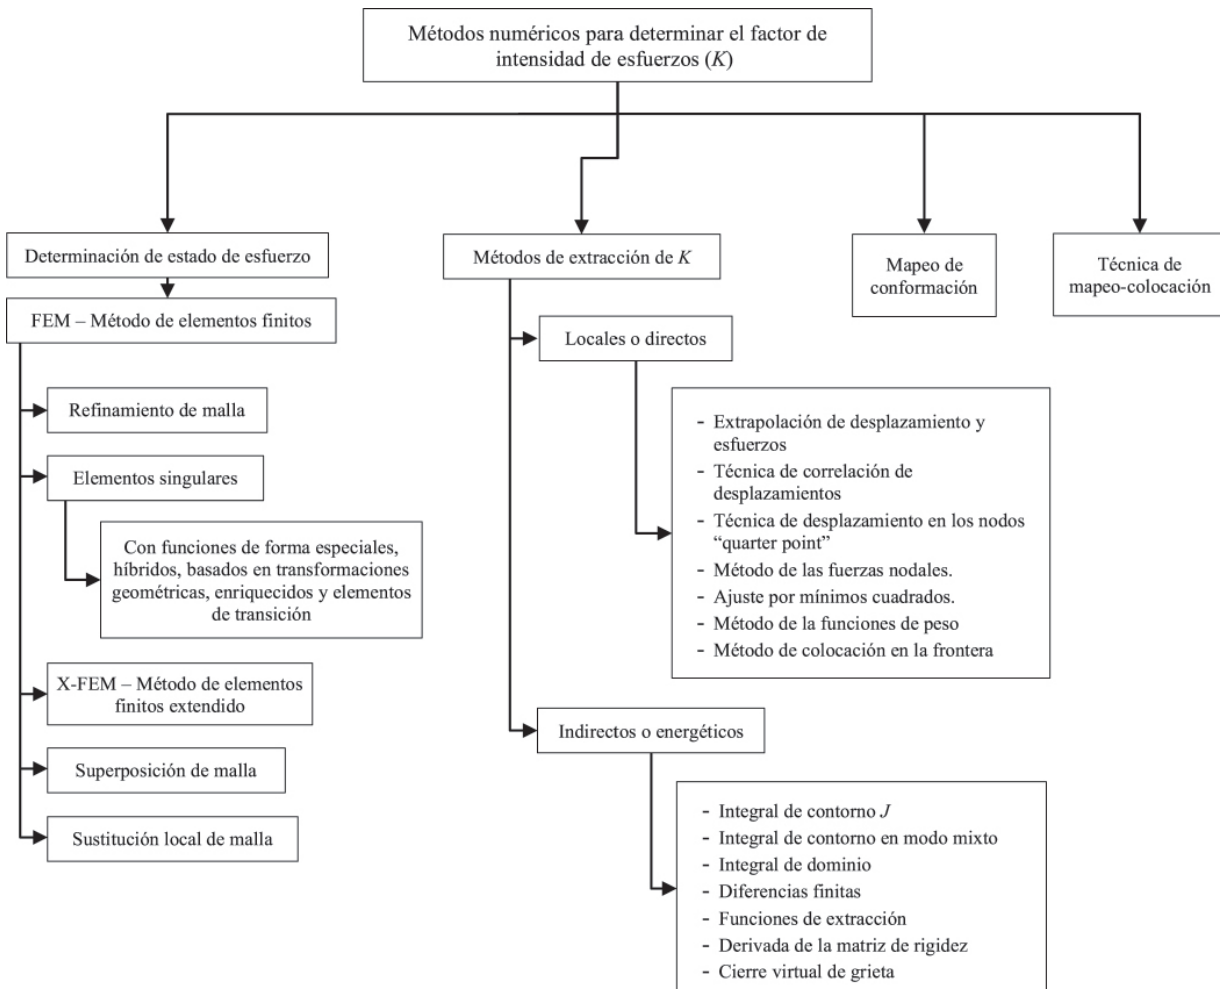 Métodos numéricos para determinar el factor de
intensidad de esfuerzos (K)
Determinación de estado de esfuerzo
FEM – Método de elementos finitos
Refinamiento de malla
Elementos singulares
Con funciones de forma especiales,
híbridos, basados en transformaciones
geométricas, enriquecidos y elementos
de transición
X-FEM – Método de elementos
finitos extendido
Superposición de malla
Sustitución local de malla
Métodos de extracción de K
Locales o directos
- Extrapolación de desplazamiento y
esfuerzos
- Técnica de correlación de
desplazamientos
- Técnica de desplazamiento en los nodos
“quarter point”
- Método de las fuerzas nodales.
- Ajuste por mínimos cuadrados.
- Método de la funciones de peso
- Método de colocación en la frontera
Indirectos o energéticos
- Integral de contorno J
- Integral de contorno en modo mixto
- Integral de dominio
- Diferencias finitas
- Funciones de extracción
- Derivada de la matriz de rigidez
- Cierre virtual de grieta
Mapeo de
conformación
Técnica de
mapeo-colocación